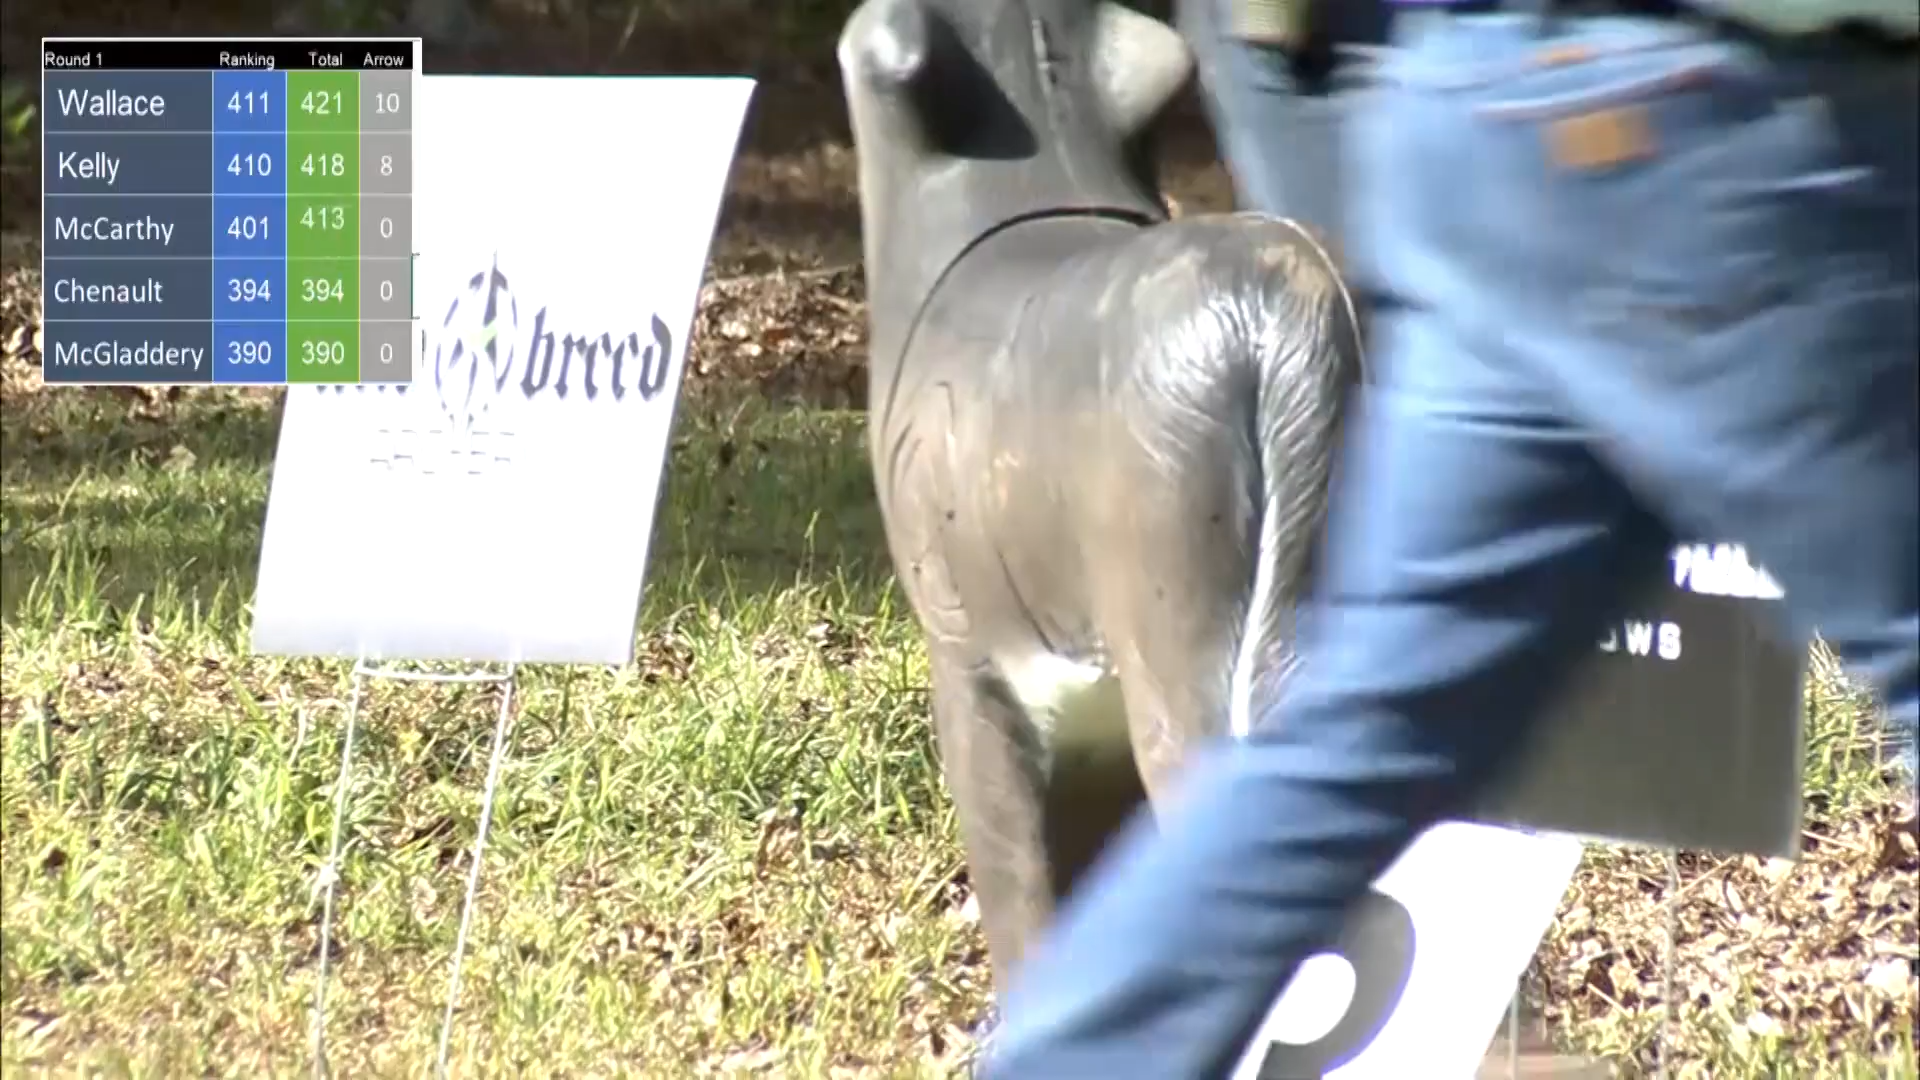 Round 1 Ranking Total Arrow
Wallace 411 421 10
Kelly 410 418 8
McCarthy 401 413 0
Chenault 394 394 0
McGladdery 390 390 0
breed